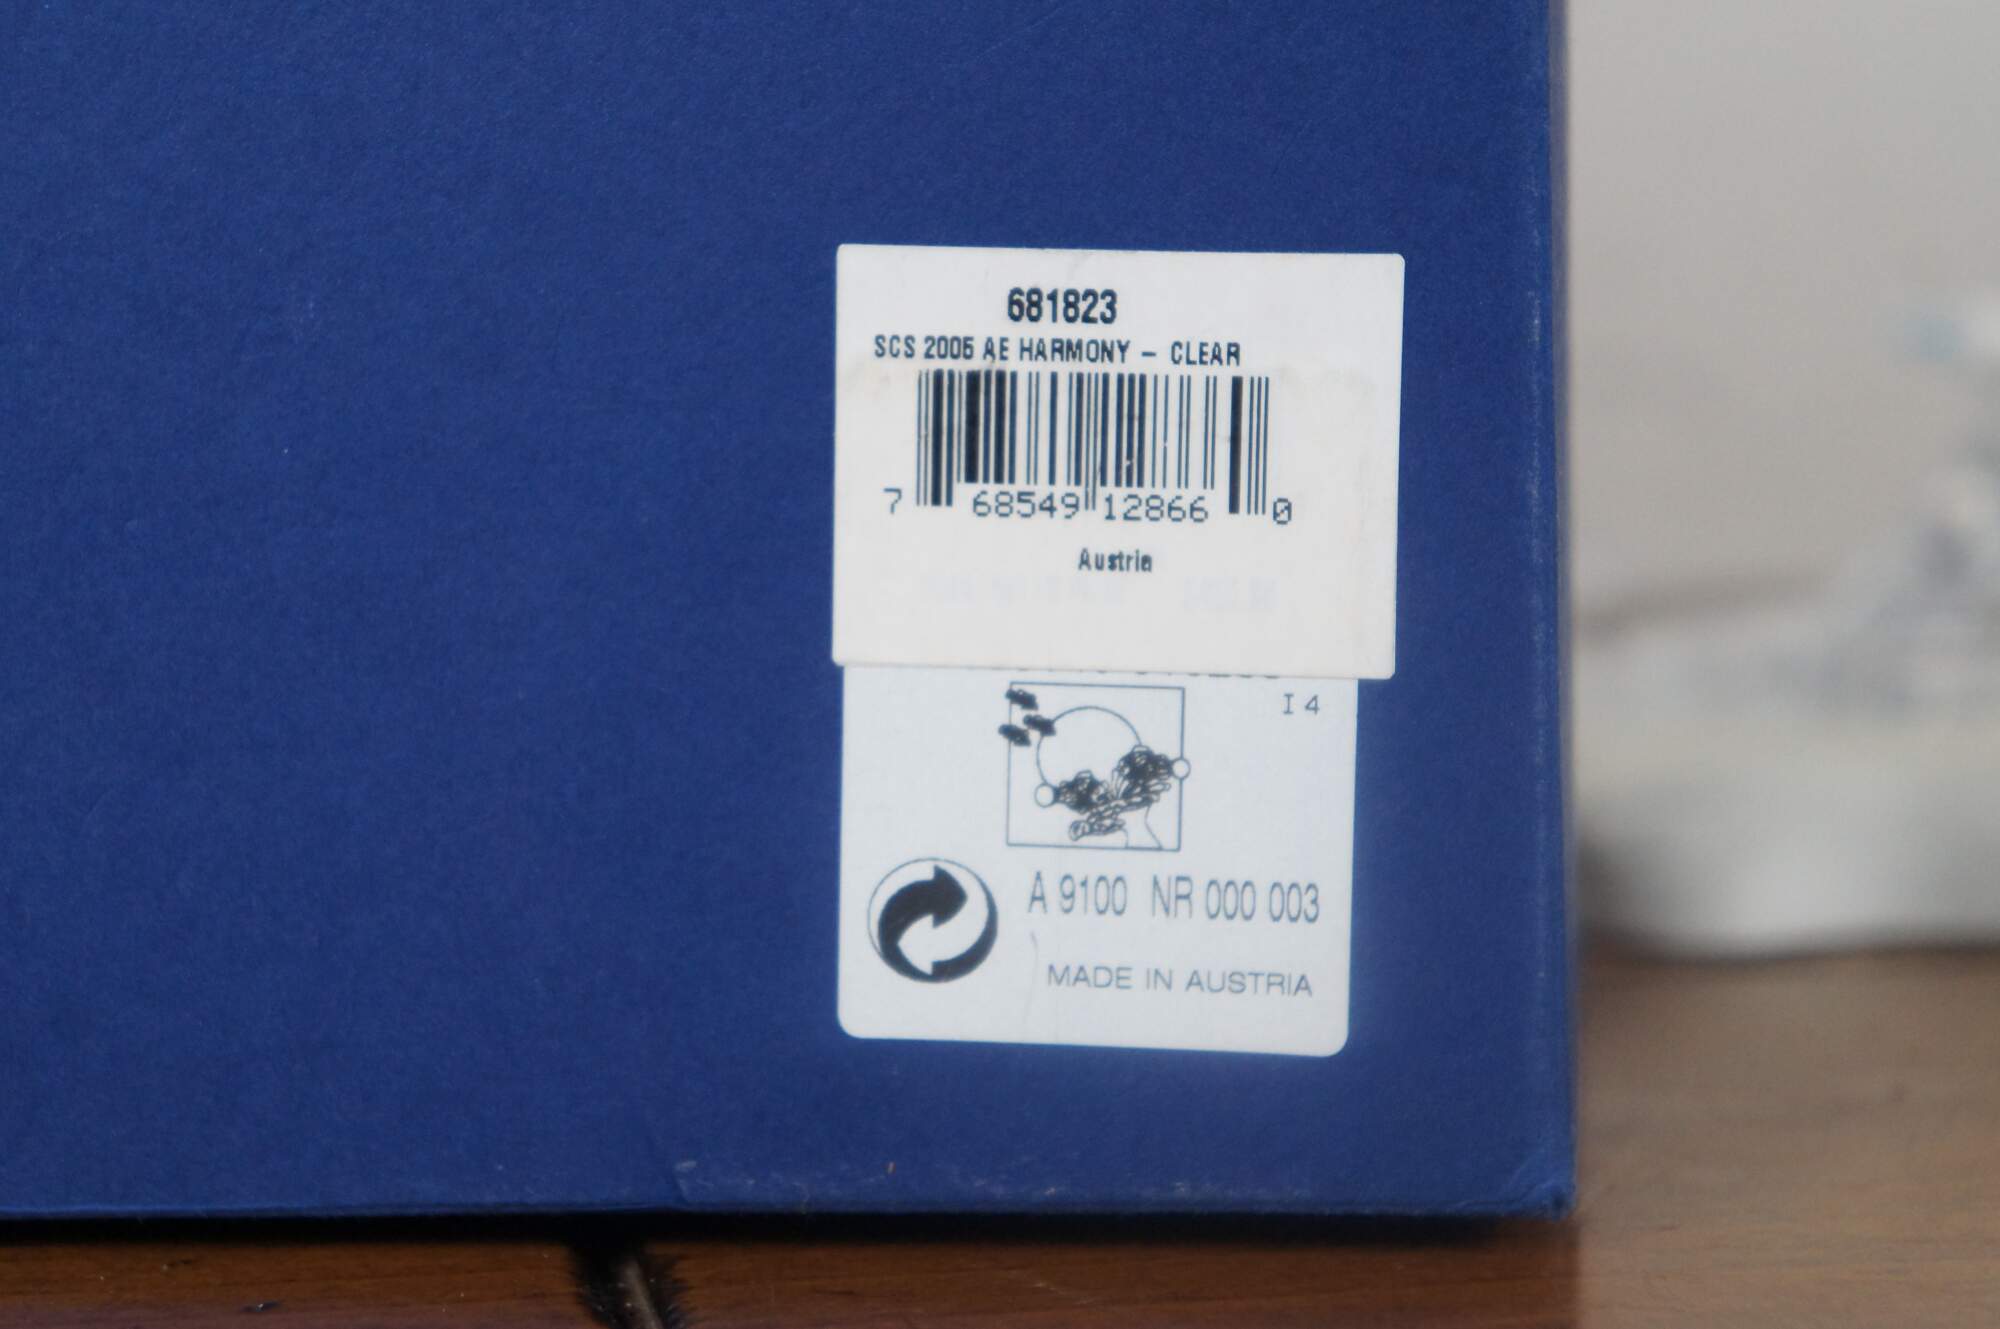 681823
SCS 2005 AE HARMONY – CLEAR
7 68549 12866 0
Austria
I 4
A 9100 NR 000 003
MADE IN AUSTRIA